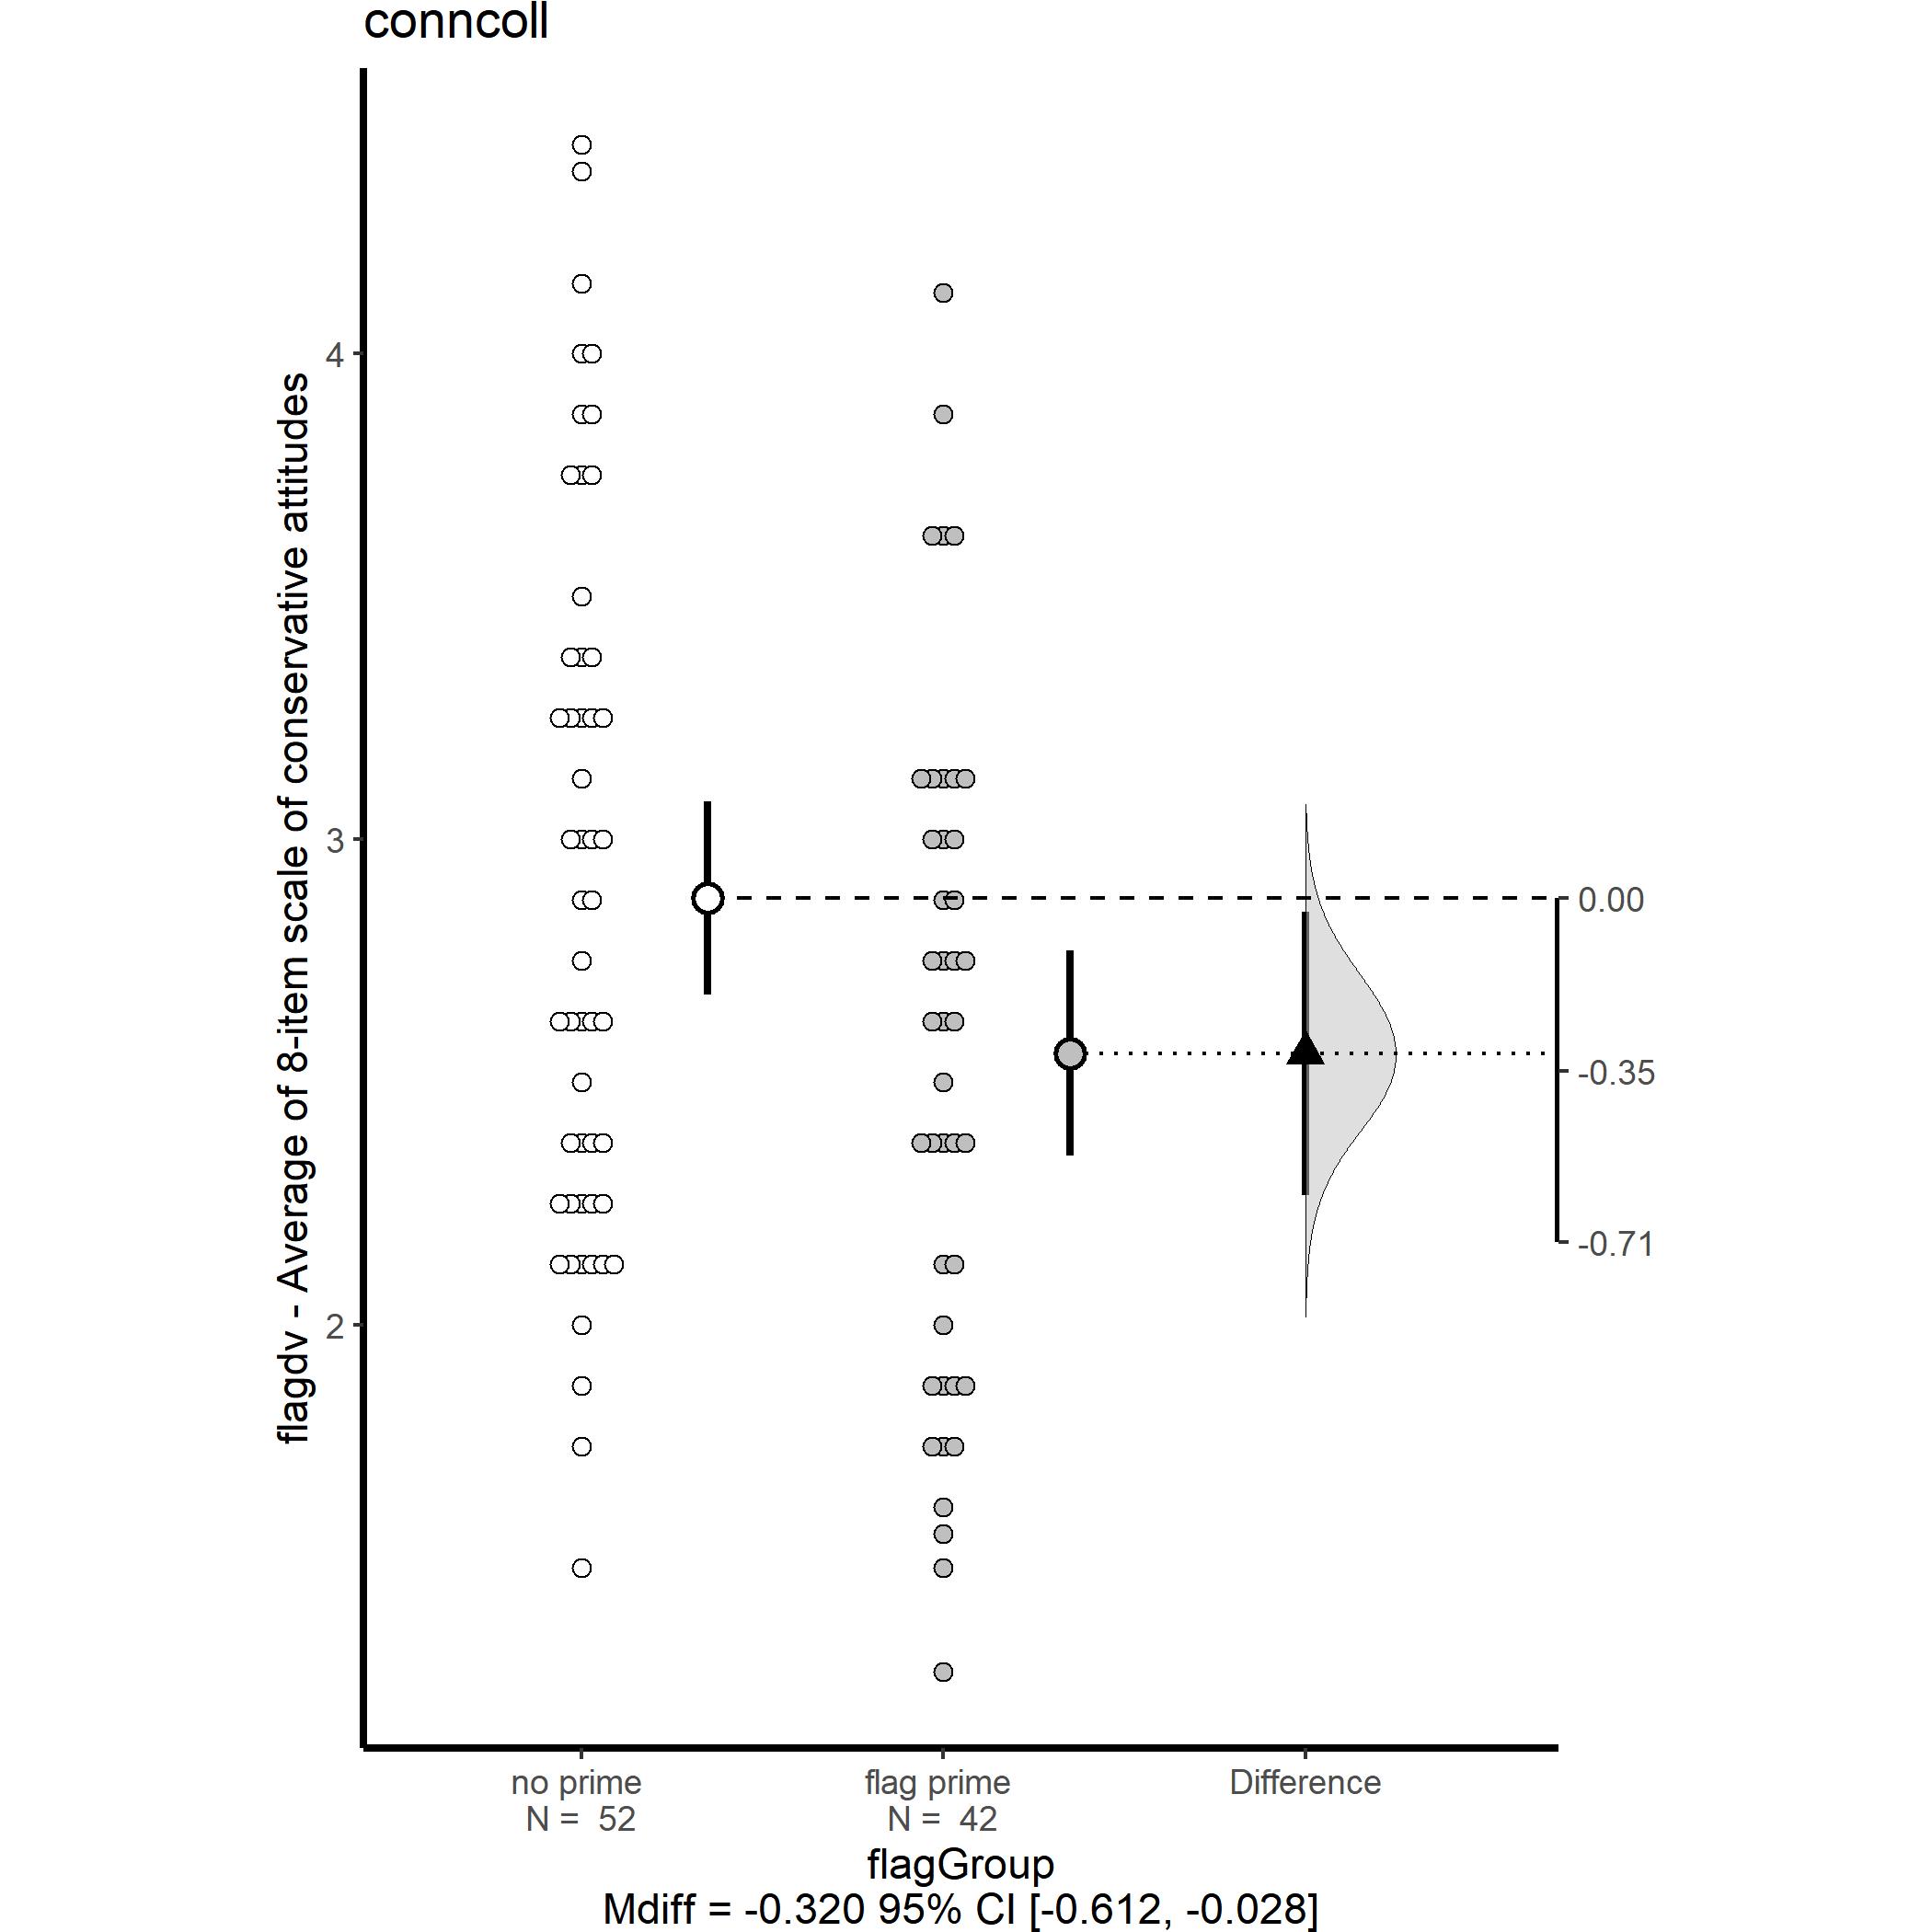 conncoll
flagdv - Average of 8-item scale of conservative attitudes
4
3
2
0.00
-0.35
-0.71
no prime
N =  52
flag prime
N =  42
Difference
flagGroup
Mdiff = -0.320 95% CI [-0.612, -0.028]